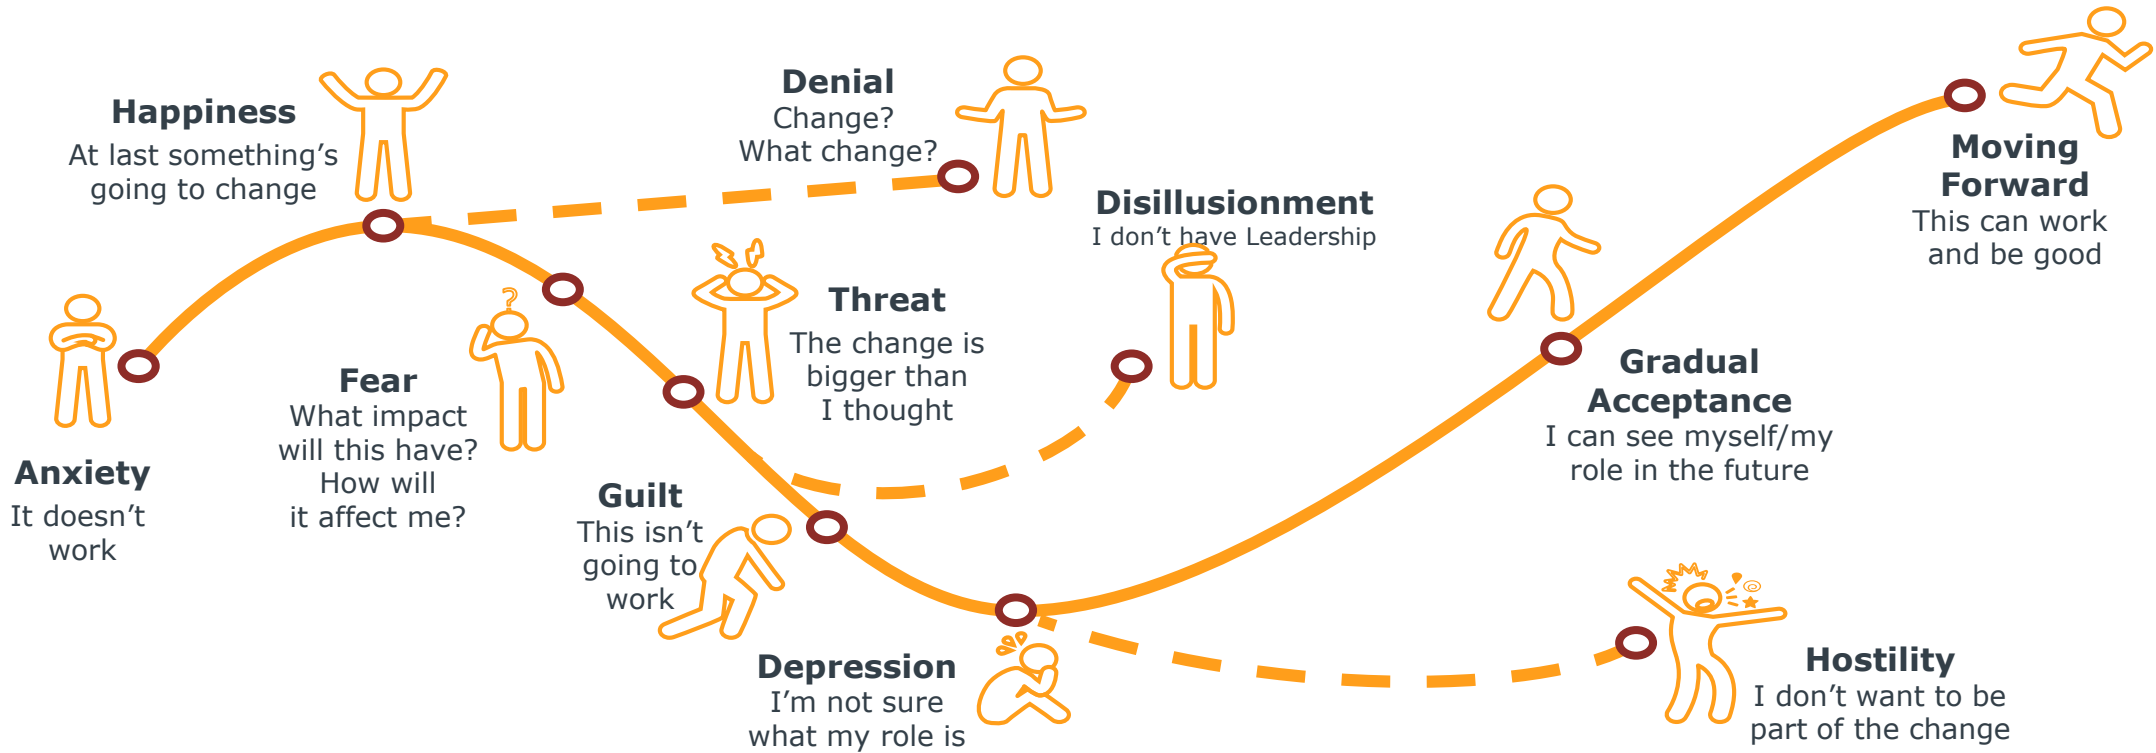 Anxiety
It doesn’t
work
Happiness
At last something’s
going to change
Fear
What impact
will this have?
How will
it affect me?
?
Threat
The change is
bigger than
I thought
Guilt
This isn’t
going to
work
Depression
I’m not sure
what my role is
Denial
Change?
What change?
Disillusionment
I don’t have Leadership
Gradual
Acceptance
I can see myself/my
role in the future
Hostility
I don’t want to be
part of the change
Moving
Forward
This can work
and be good